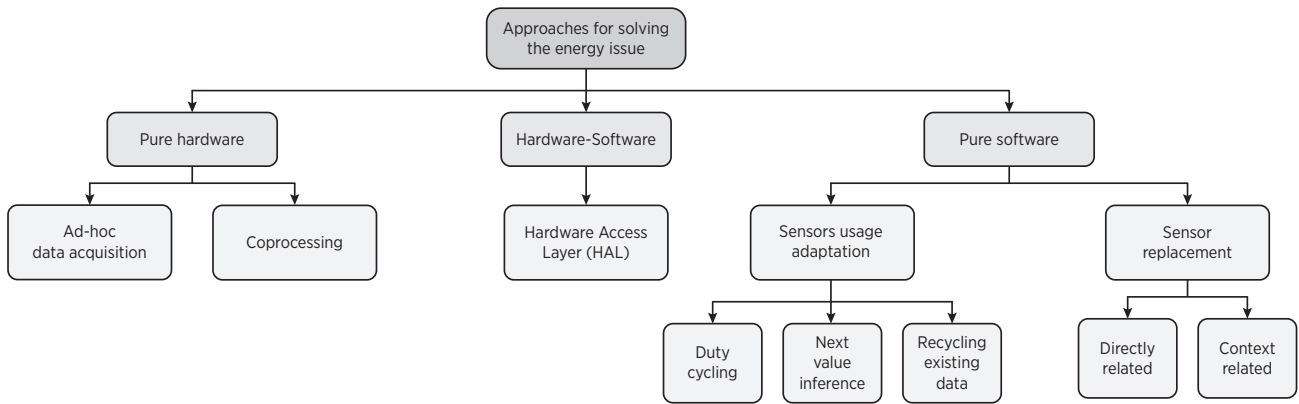 Approaches for solving
the energy issue
Pure hardware
Hardware-Software
Pure software
Ad-hoc
data acquisition
Coprocessing
Hardware Access
Layer (HAL)
Sensors usage
adaptation
Sensor
replacement
Duty
cycling
Next
value
inference
Recycling
existing
data
Directly
related
Context
related